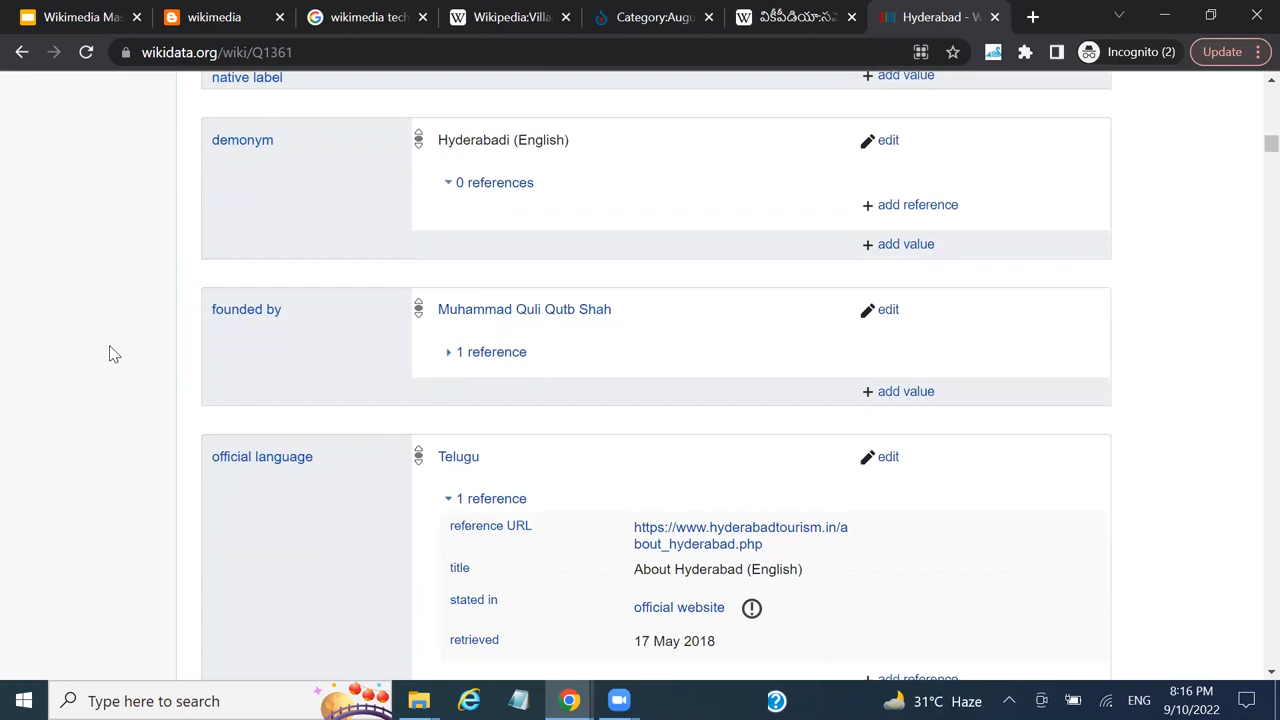 Wikimedia Mas
wikimedia
wikimedia tech
Wikipedia:Villa
Category:Augu
వికీపీడియా:సమ
Hyderabad - W
wikidata.org/wiki/Q1361
Incognito (2)
Update
native label
+ add value
demonym
Hyderabadi (English)
edit
0 references
+ add reference
+ add value
founded by
Muhammad Quli Qutb Shah
edit
1 reference
+ add value
official language
Telugu
edit
1 reference
reference URL
https://www.hyderabadtourism.in/a
bout_hyderabad.php
title
About Hyderabad (English)
stated in
official website
retrieved
17 May 2018
+ add reference
Type here to search
31°C Haze
ENG
8:16 PM
9/10/2022